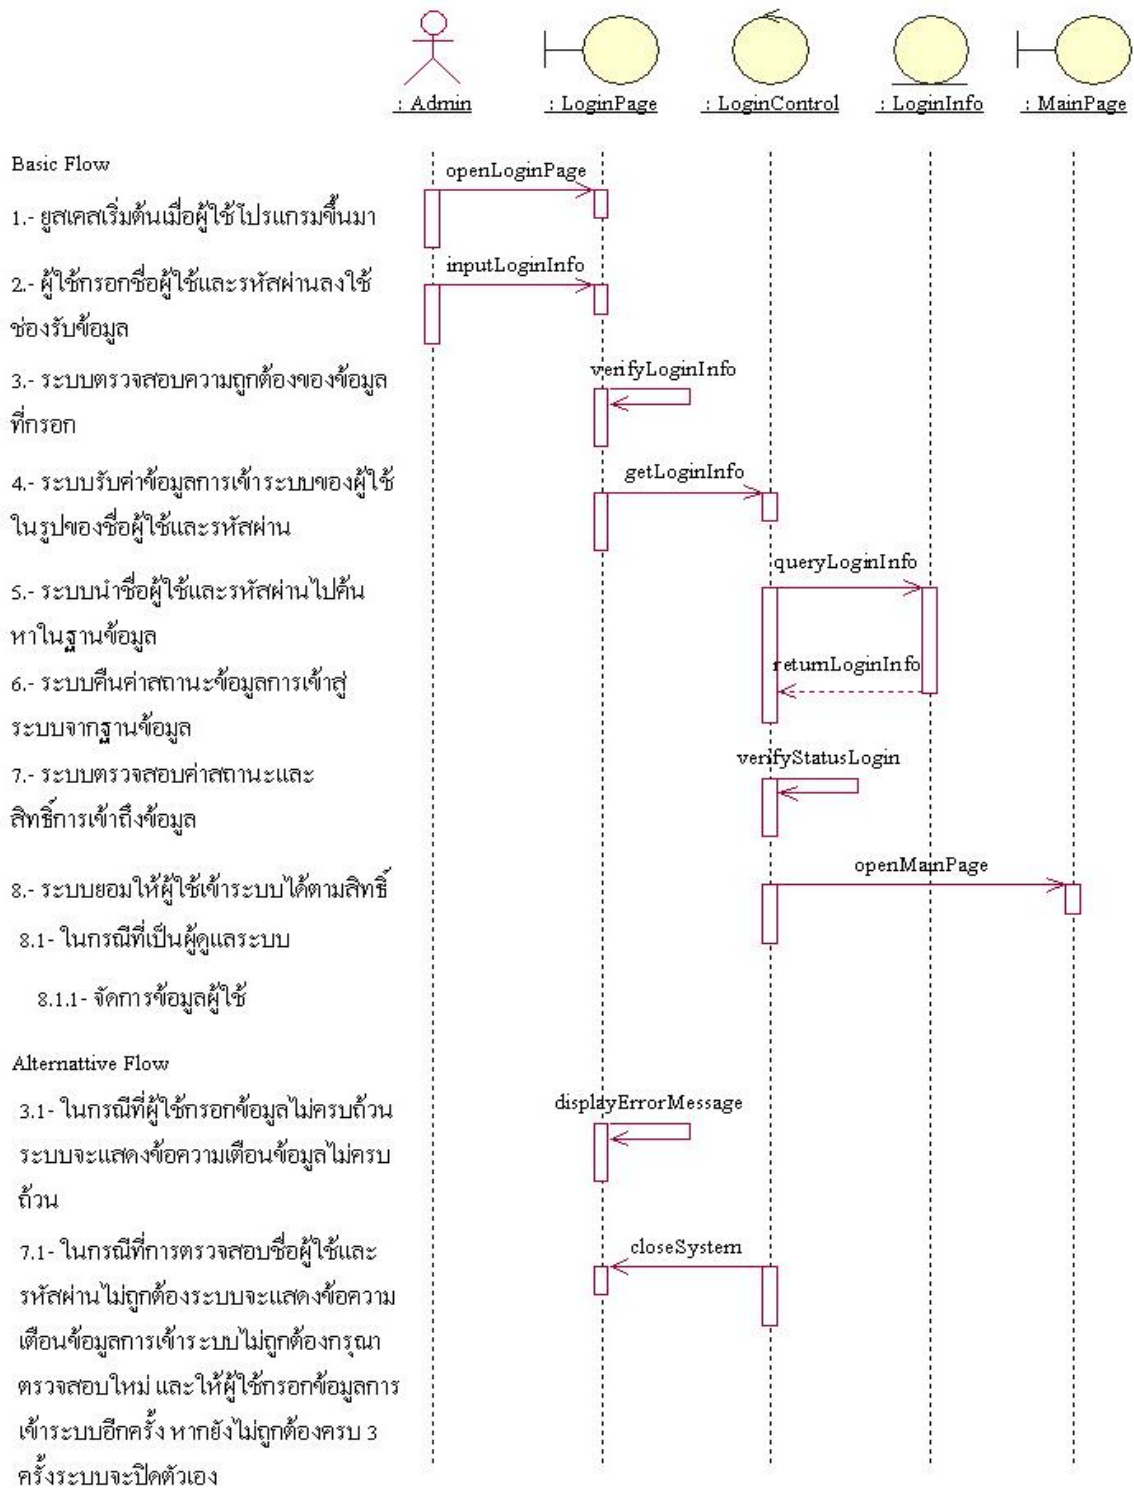 : Admin
: LoginPage
: LoginControl
: LoginInfo
: MainPage
Basic Flow
openLoginPage
1.- ยูสเคสเริ่มต้นเมื่อผู้ใช้โปรแกรมขึ้นมา
inputLoginInfo
2.- ผู้ใช้กรอกชื่อผู้ใช้และรหัสผ่านลงใช้
ช่องรับข้อมูล
verifyLoginInfo
3.- ระบบตรวจสอบความถูกต้องของข้อมูล
ที่กรอก
getLoginInfo
4.- ระบบรับค่าข้อมูลการเข้าระบบของผู้ใช้
ในรูปของชื่อผู้ใช้และรหัสผ่าน
queryLoginInfo
5.- ระบบนำชื่อผู้ใช้และรหัสผ่านไปค้น
หาในฐานข้อมูล
returnLoginInfo
6.- ระบบคืนค่าสถานะข้อมูลการเข้าสู่
ระบบจากฐานข้อมูล
verifyStatusLogin
7.- ระบบตรวจสอบค่าสถานะและ
สิทธิ์การเข้าถึงข้อมูล
openMainPage
8.- ระบบยอมให้ผู้ใช้เข้าระบบได้ตามสิทธิ์
8.1- ในกรณีที่เป็นผู้ดูแลระบบ
8.1.1- จัดการข้อมูลผู้ใช้
Alternattive Flow
displayErrorMessage
3.1- ในกรณีที่ผู้ใช้กรอกข้อมูลไม่ครบถ้วน
ระบบจะแสดงข้อความเตือนข้อมูลไม่ครบ
ถ้วน
closeSystem
7.1- ในกรณีที่การตรวจสอบชื่อผู้ใช้และ
รหัสผ่านไม่ถูกต้องระบบจะแสดงข้อความ
เตือนข้อมูลการเข้าระบบไม่ถูกต้องกรุณา
ตรวจสอบใหม่ และให้ผู้ใช้กรอกข้อมูลการ
เข้าระบบอีกครั้ง หากยังไม่ถูกต้องครบ 3
ครั้งระบบจะปิดตัวเอง